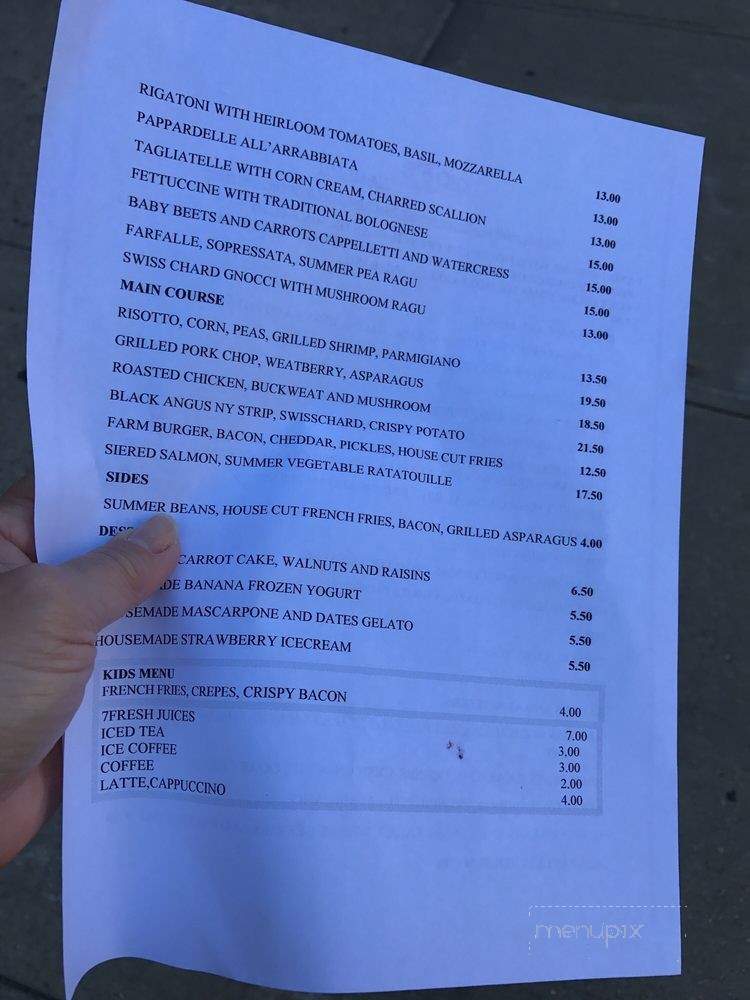 RIGATONI WITH HEIRLOOM TOMATOES, BASIL, MOZZARELLA 13.00
PAPPARDELLE ALL'ARRABBIATA 13.00
TAGLIATELLE WITH CORN CREAM, CHARRED SCALLION 13.00
FETTUCCINE WITH TRADITIONAL BOLOGNESE 15.00
BABY BEETS AND CARROTS CAPPELLETTI AND WATERCRESS 15.00
FARFALLE, SOPRESSATA, SUMMER PEA RAGU 15.00
SWISS CHARD GNOCCI WITH MUSHROOM RAGU 13.00
MAIN COURSE
RISOTTO, CORN, PEAS, GRILLED SHRIMP, PARMIGIANO 13.50
GRILLED PORK CHOP, WEATBERRY, ASPARAGUS 19.50
ROASTED CHICKEN, BUCKWEAT AND MUSHROOM 18.50
BLACK ANGUS NY STRIP, SWISSCHARD, CRISPY POTATO 21.50
FARM BURGER, BACON, CHEDDAR, PICKLES, HOUSE CUT FRIES 12.50
SIERED SALMON, SUMMER VEGETABLE RATATOUILLE 17.50
SIDES
SUMMER BEANS, HOUSE CUT FRENCH FRIES, BACON, GRILLED ASPARAGUS 4.00
DES
CARROT CAKE, WALNUTS AND RAISINS 6.50
ADE BANANA FROZEN YOGURT 5.50
SEMADE MASCARPONE AND DATES GELATO 5.50
HOUSEMADE STRAWBERRY ICECREAM 5.50
KIDS MENU
FRENCH FRIES, CREPES, CRISPY BACON 4.00
7FRESH JUICES 7.00
ICED TEA 3.00
ICE COFFEE 3.00
COFFEE 2.00
LATTE,CAPPUCCINO 4.00
menupix